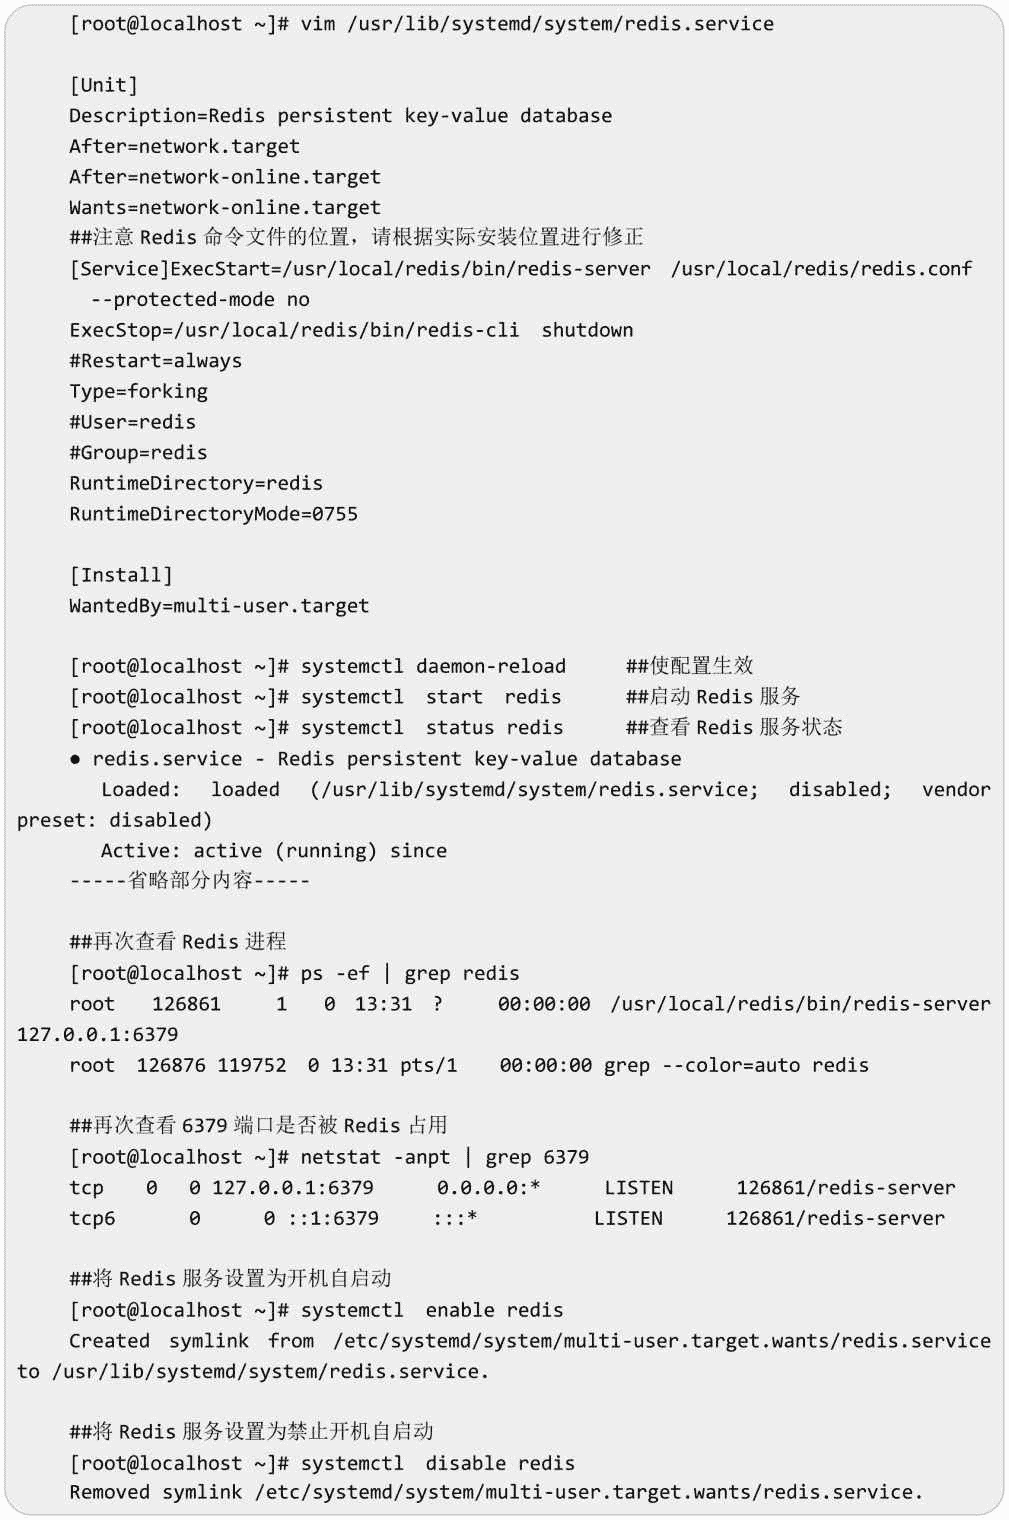 [root@localhost ~]# vim /usr/lib/systemd/system/redis.service
[Unit]
Description=Redis persistent key-value database
After=network.target
After=network-online.target
Wants=network-online.target
##注意 Redis 命令文件的位置，请根据实际安装位置进行修正
[Service]ExecStart=/usr/local/redis/bin/redis-server /usr/local/redis/redis.conf
--protected-mode no
ExecStop=/usr/local/redis/bin/redis-cli shutdown
#Restart=always
Type=forking
#User=redis
#Group=redis
RuntimeDirectory=redis
RuntimeDirectoryMode=0755
[Install]
WantedBy=multi-user.target
[root@localhost ~]# systemctl daemon-reload ##使配置生效
[root@localhost ~]# systemctl start redis ##启动 Redis 服务
[root@localhost ~]# systemctl status redis ##查看 Redis 服务状态
● redis.service - Redis persistent key-value database
Loaded: loaded (/usr/lib/systemd/system/redis.service; disabled; vendor
preset: disabled)
Active: active (running) since
-----省略部分内容-----
##再次查看 Redis 进程
[root@localhost ~]# ps -ef | grep redis
root 126861 1 0 13:31 ? 00:00:00 /usr/local/redis/bin/redis-server
127.0.0.1:6379
root 126876 119752 0 13:31 pts/1 00:00:00 grep --color=auto redis
##再次查看 6379 端口是否被 Redis 占用
[root@localhost ~]# netstat -anpt | grep 6379
tcp 0 0 127.0.0.1:6379 0.0.0.0:* LISTEN 126861/redis-server
tcp6 0 0 ::1:6379 :::* LISTEN 126861/redis-server
##将 Redis 服务设置为开机自启动
[root@localhost ~]# systemctl enable redis
Created symlink from /etc/systemd/system/multi-user.target.wants/redis.service
to /usr/lib/systemd/system/redis.service.
##将 Redis 服务设置为禁止开机自启动
[root@localhost ~]# systemctl disable redis
Removed symlink /etc/systemd/system/multi-user.target.wants/redis.service.